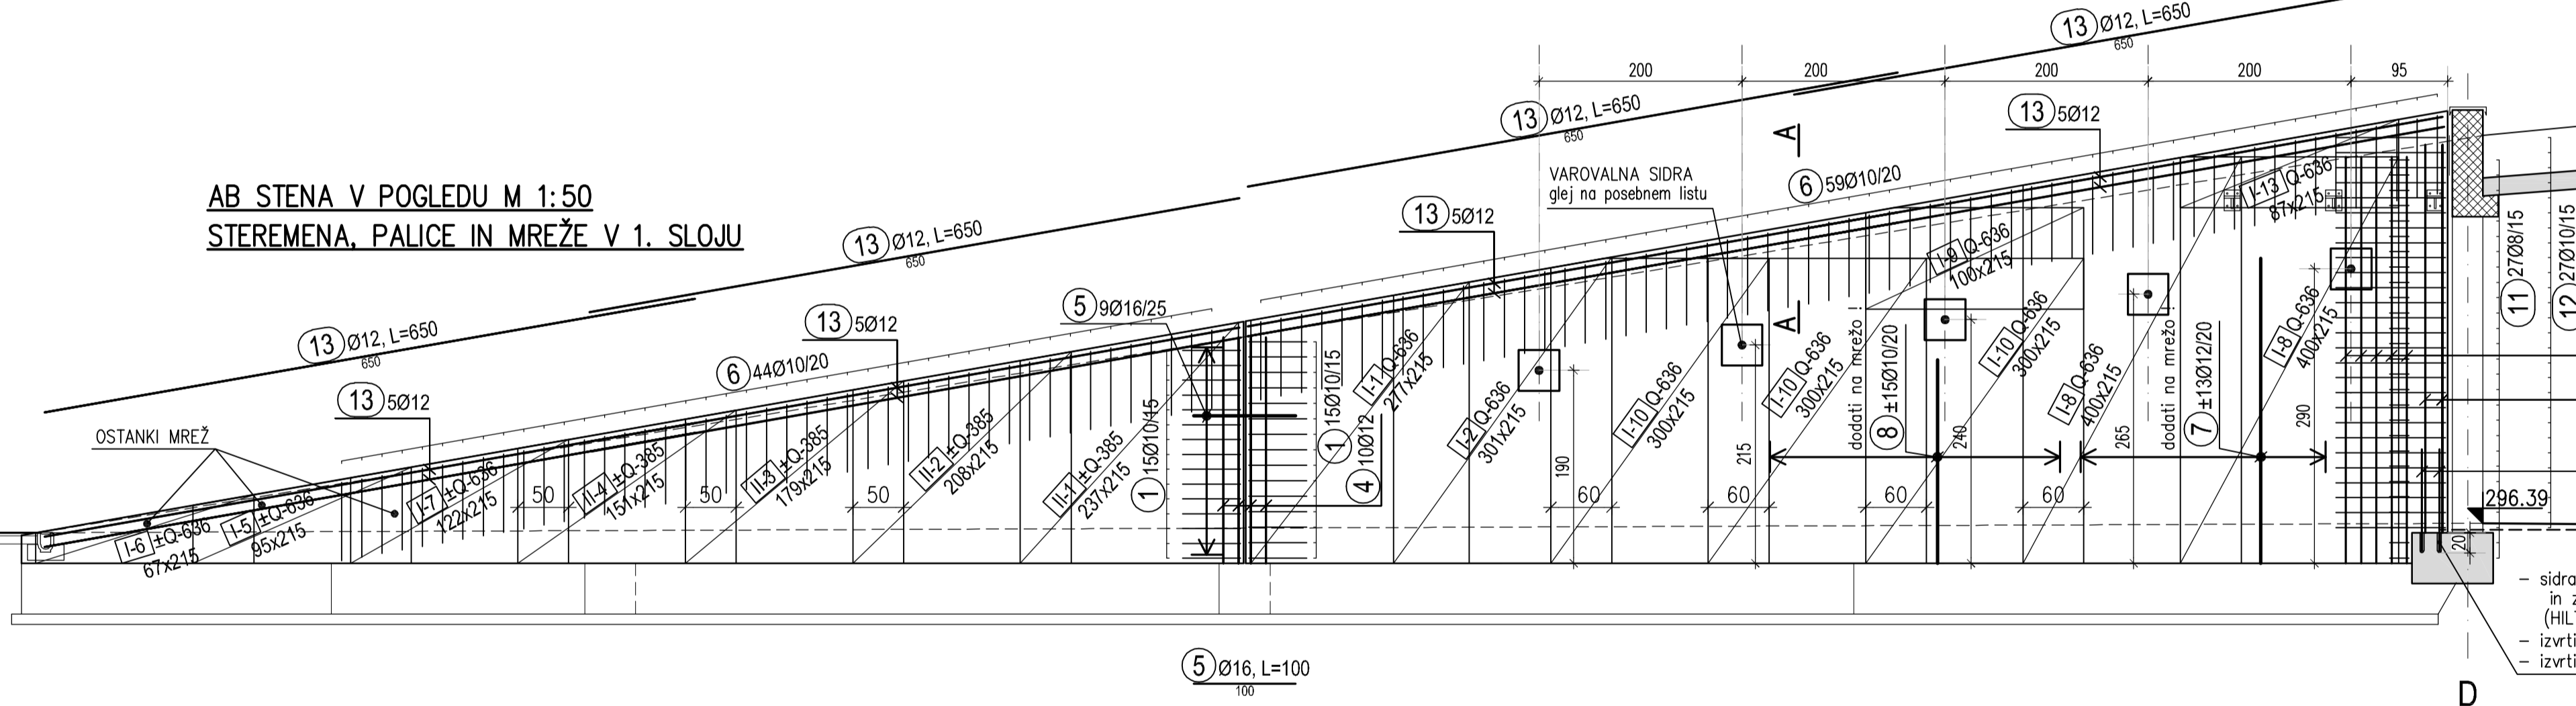 AB STENA V POGLEDU M 1:50
STEREMENA, PALICE IN MREŽE V 1. SLOJU
13 Ø12, L=650
650
13 Ø12, L=650
650
13 Ø12, L=650
650
13 Ø12, L=650
650
200
200
200
200
95
13 5Ø12
13 5Ø12
13 5Ø12
13 5Ø12
6 44Ø10/20
6 59Ø10/20
5 9Ø16/25
VAROVALNA SIDRA
glej na posebnem listu
A
A
OSTANKI MREŽ
I-6 ±Q-636
67x215
I-5 ±Q-636
95x215
I-7 ±Q-636
122x215
50
II-4 ±Q-385
151x215
50
II-3 ±Q-385
179x215
50
II-2 ±Q-385
208x215
II-1 ±Q-385
237x215
1 15Ø10/15
1 15Ø10/15
4 10Ø12
I-1 Q-636
277x215
I-2 Q-636
301x215
190
60
I-10 Q-636
300x215
215
60
I-10 Q-636
300x215
dodati na mrežo !
8 ±15Ø10/20
60
I-9 Q-636
100x215
240
I-10 Q-636
300x215
60
I-8 Q-636
400x215
265
dodati na mrežo !
7 ±13Ø12/20
I-13 Q-636
87x215
I-8 Q-636
400x215
290
11 27Ø8/15
12 27Ø10/15
296.39
20
- sidra
in z
(HIL
- izvrti
- izvrti
D
5 Ø16, L=100
100